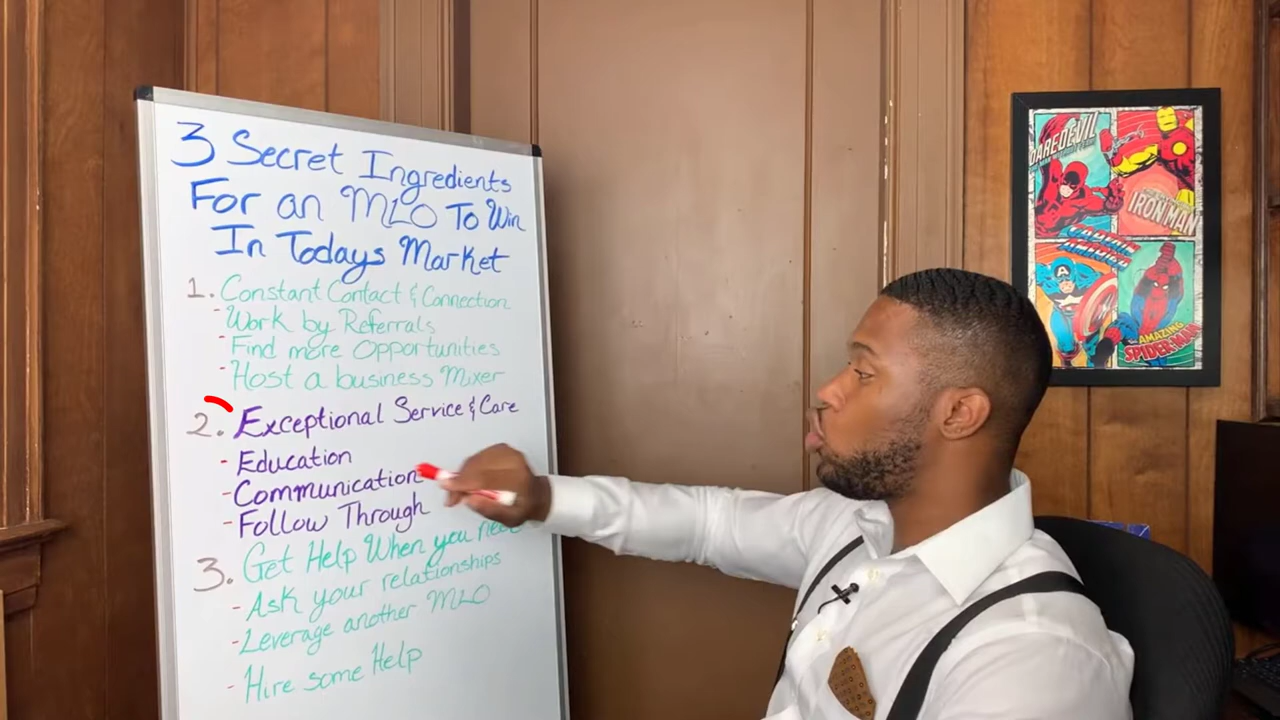 3 Secret Ingredients
For an MLO To Win
In Todays Market
1. Constant Contact & Connection
- Work by Referrals
- Find more Opportunities
- Host a business Mixer
2. Exceptional Service & Care
- Education
- Communication
- Follow Through
3. Get Help When you need
- Ask your relationships
- Leverage another MLO
- Hire some Help
DAREDEVIL
IRON MAN
CAPTAIN
AMERICA
A
AMAZING
SPIDER-MAN